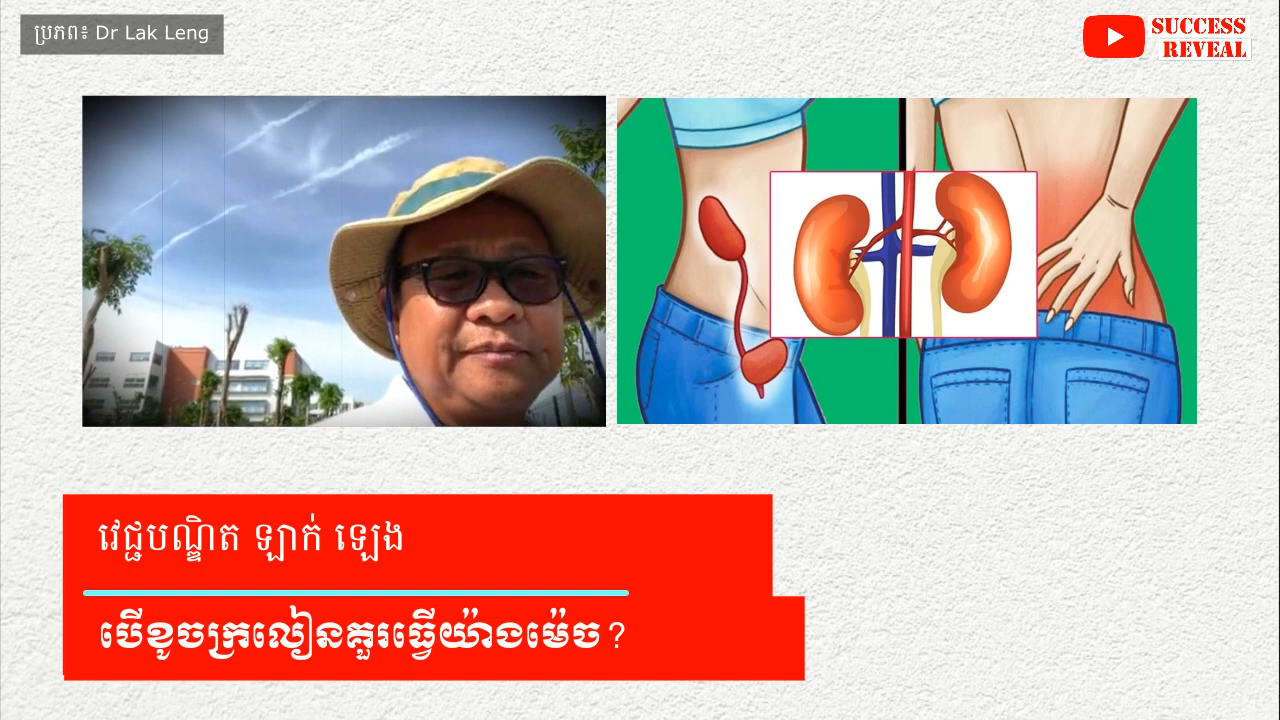 ប្រភព៖ Dr Lak Leng
SUCCESS
REVEAL
វេជ្ជបណ្ឌិត ឡាក់ ឡេង
បើខូចក្រលៀនគួរធ្វើយ៉ាងម៉េច?